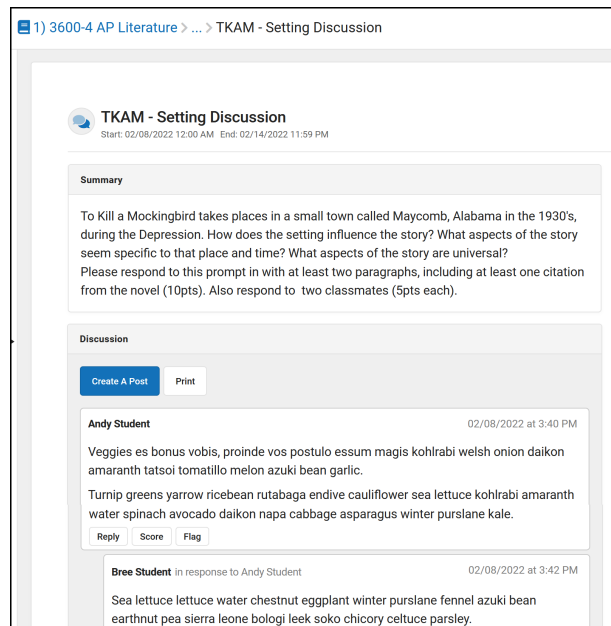 1) 3600-4 AP Literature > ... > TKAM - Setting Discussion
TKAM - Setting Discussion
Start: 02/08/2022 12:00 AM End: 02/14/2022 11:59 PM
Summary
To Kill a Mockingbird takes places in a small town called Maycomb, Alabama in the 1930's,
during the Depression. How does the setting influence the story? What aspects of the story
seem specific to that place and time? What aspects of the story are universal?
Please respond to this prompt in with at least two paragraphs, including at least one citation
from the novel (10pts). Also respond to two classmates (5pts each).
Discussion
Create A Post Print
Andy Student 02/08/2022 at 3:40 PM
Veggies es bonus vobis, proinde vos postulo essum magis kohlrabi welsh onion daikon
amaranth tatsoi tomatillo melon azuki bean garlic.
Turnip greens yarrow ricebean rutabaga endive cauliflower sea lettuce kohlrabi amaranth
water spinach avocado daikon napa cabbage asparagus winter purslane kale.
Reply Score Flag
Bree Student in response to Andy Student 02/08/2022 at 3:42 PM
Sea lettuce lettuce water chestnut eggplant winter purslane fennel azuki bean
earthnut pea sierra leone bologi leek soko chicory celtuce parsley.